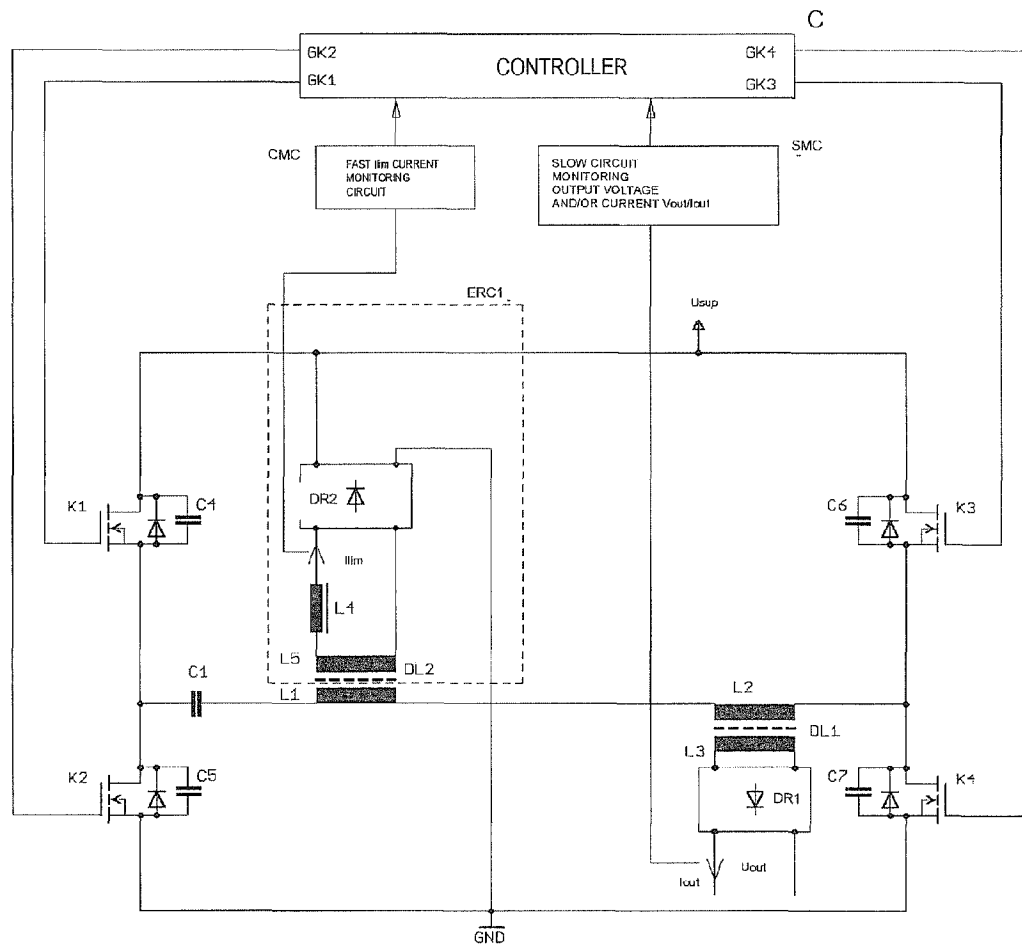 C
GK2
GK4
CONTROLLER
GK1
GK3
CMC
SMC
FAST Ilim CURRENT
MONITORING
CIRCUIT
SLOW CIRCUIT
MONITORING
OUTPUT VOLTAGE
AND/OR CURRENT Vout/Iout
ERC1
Usup
K1
C4
DR2
C6
K3
Ilim
L4
L5
DL2
C1
L1
L2
DL1
L3
K2
C5
C7
K4
DR1
Uout
Iout
GND